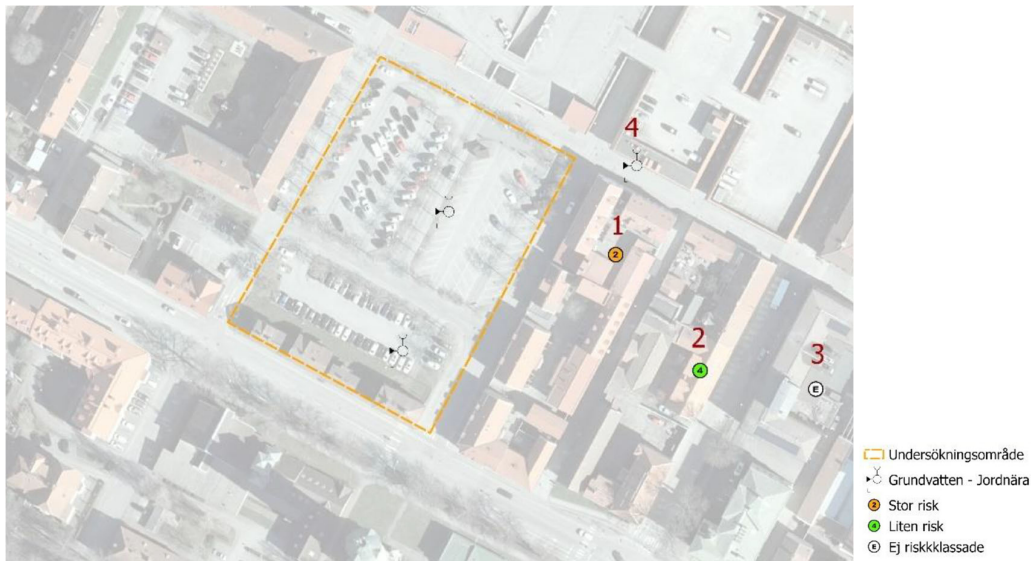 4
1
2
2
4
3
E
Undersökningsområde
Grundvatten - Jordnära
2 Stor risk
4 Liten risk
E Ej riskkklassade